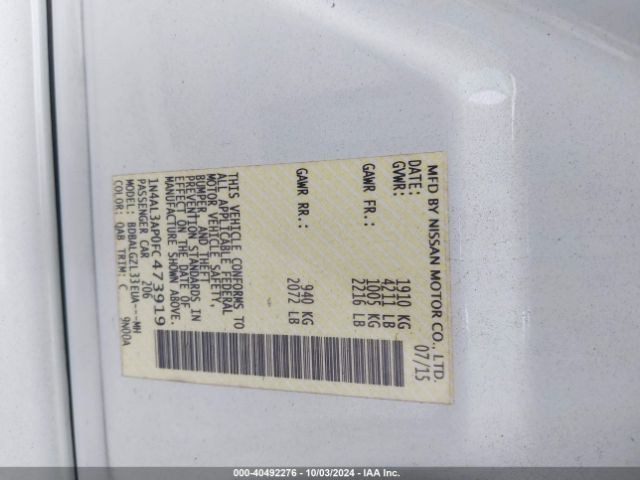 MFD BY NISSAN MOTOR CO., LTD.
DATE: 07/15
GVWR: 1910 KG
4211 LB
GAWR FR.: 1005 KG
2216 LB
GAWR RR.: 940 KG
2072 LB
THIS VEHICLE CONFORMS TO
ALL APPLICABLE FEDERAL
MOTOR VEHICLE SAFETY,
BUMPER, AND THEFT
PREVENTION STANDARDS IN
EFFECT ON THE DATE OF
MANUFACTURE SHOWN ABOVE.
1N4AL3AP0FC473919
PASSENGER CAR 206
MODEL: BDBALGZL33EUA---MH
COLOR: QAB TRIM: C 9N00A
000-40492276 - 10/03/2024 - IAA